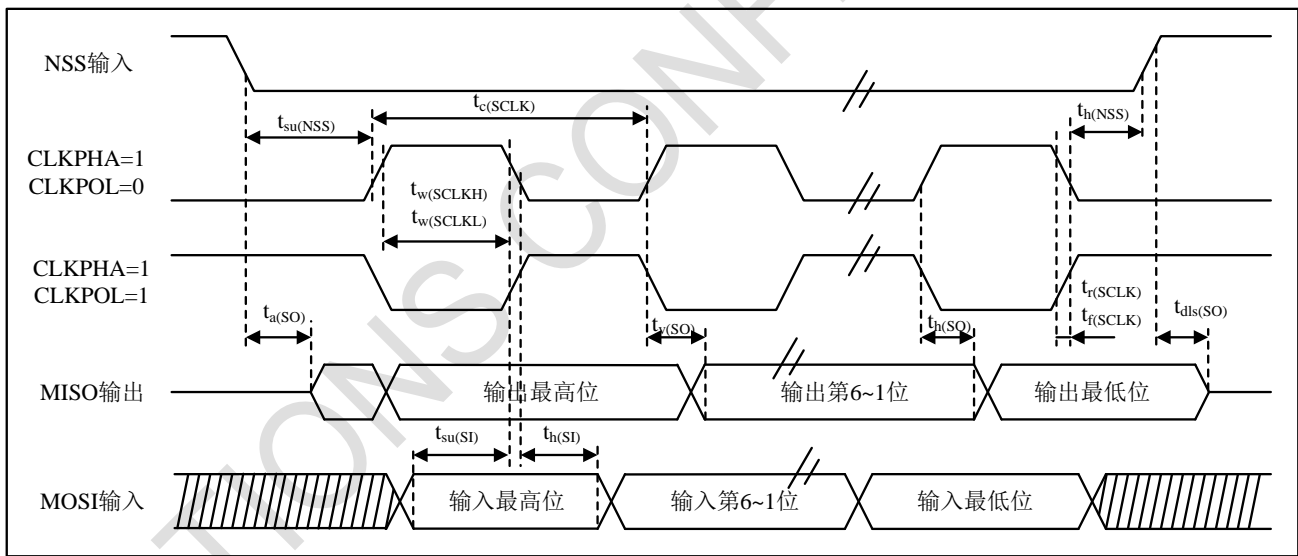 NSS输入
tsu(NSS)
tc(SCLK)
th(NSS)
CLKPHA=1
CLKPOL=0
tw(SCLKH)
tw(SCLKL)
CLKPHA=1
CLKPOL=1
ta(SO)
tv(SO)
th(SO)
tr(SCLK)
tf(SCLK)
tdls(SO)
MISO输出
输出最高位
输出第6~1位
输出最低位
tsu(SI)
th(SI)
MOSI输入
输入最高位
输入第6~1位
输入最低位